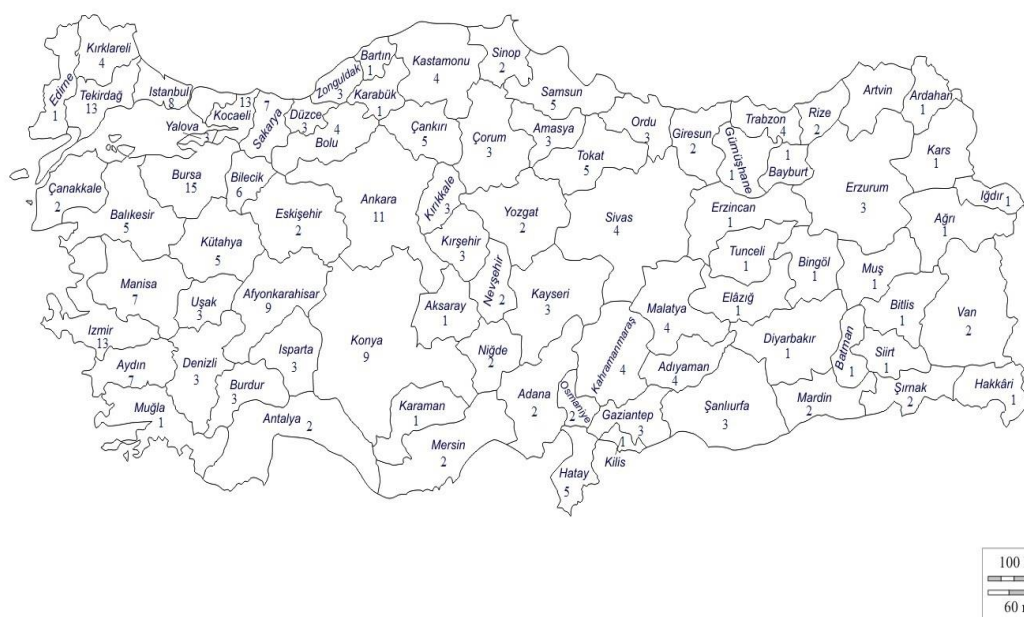 Kırklareli
4
Edirne
1
Tekirdağ
13
Istanbul
8
Yalova
3
13
Kocaeli
7
Sakarya
Düzce
3
Zonguldak
3
Bartın
1
Karabük
1
4
Bolu
Kastamonu
4
Sinop
2
Çankırı
5
Çorum
3
Samsun
5
Amasya
3
Tokat
5
Ordu
3
Giresun
2
Gümüşhane
1
Trabzon
4
1
Bayburt
Rize
2
Artvin
Ardahan
1
Kars
1
Iğdır
1
Ağrı
1
Erzurum
3
Erzincan
1
Çanakkale
2
Balıkesir
5
Bursa
15
Bilecik
6
Kütahya
5
Eskişehir
2
Ankara
11
Kırıkkale
3
Kırşehir
3
Yozgat
2
Sivas
4
Tunceli
1
Bingöl
1
Muş
1
Bitlis
1
Van
2
Manisa
7
Uşak
3
Afyonkarahisar
9
Konya
9
Aksaray
1
Nevşehir
2
Kayseri
3
Malatya
4
Elâzığ
1
Diyarbakır
1
Batman
1
Siirt
1
Izmir
13
Aydın
7
Denizli
3
Isparta
3
Burdur
3
Niğde
2
Kahramanmaraş
4
Adıyaman
4
Şanlıurfa
3
Mardin
2
Şırnak
2
Hakkâri
1
Muğla
1
Antalya
2
Karaman
1
Mersin
2
Adana
2
Osmaniye
2
Gaziantep
3
1
Kilis
Hatay
5
100
60